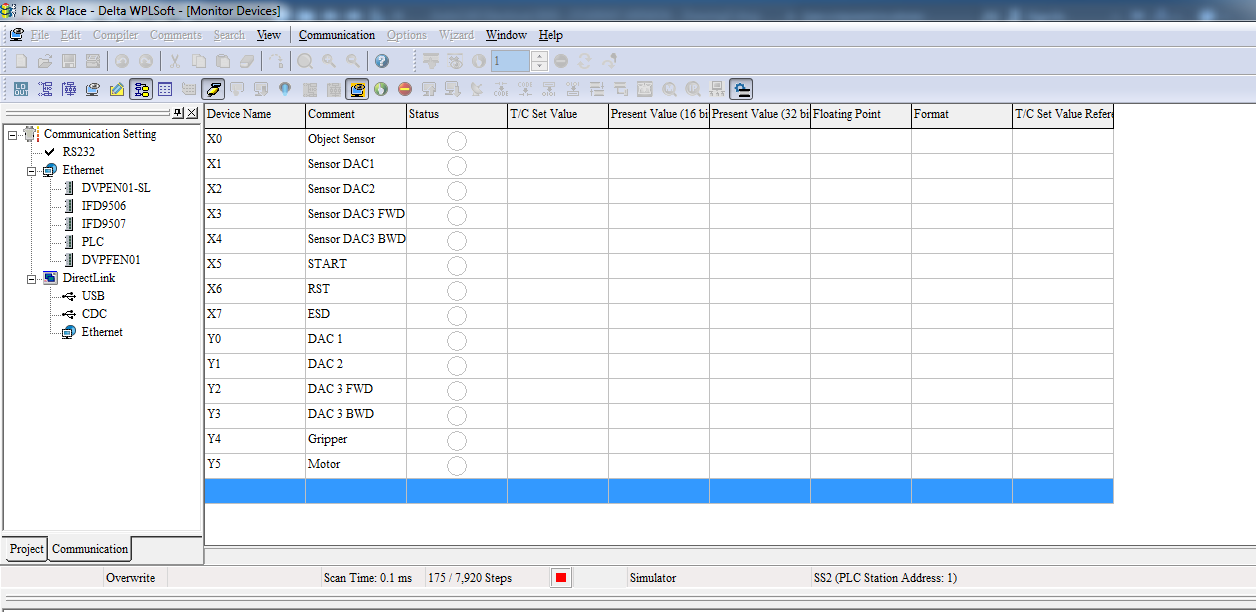 Pick & Place - Delta WPLSoft - [Monitor Devices]
File Edit Compiler Comments Search View Communication Options Wizard Window Help
1
LD OUT CODE CODE
Device Name Comment Status T/C Set Value Present Value (16 bi Present Value (32 bi Floating Point Format T/C Set Value Refere
Communication Setting
RS232
Ethernet
DVPEN01-SL
IFD9506
IFD9507
PLC
DVPFEN01
DirectLink
USB
CDC
Ethernet
X0 Object Sensor
X1 Sensor DAC1
X2 Sensor DAC2
X3 Sensor DAC3 FWD
X4 Sensor DAC3 BWD
X5 START
X6 RST
X7 ESD
Y0 DAC 1
Y1 DAC 2
Y2 DAC 3 FWD
Y3 DAC 3 BWD
Y4 Gripper
Y5 Motor
Project Communication
Overwrite Scan Time: 0.1 ms 175 / 7,920 Steps Simulator SS2 (PLC Station Address: 1)